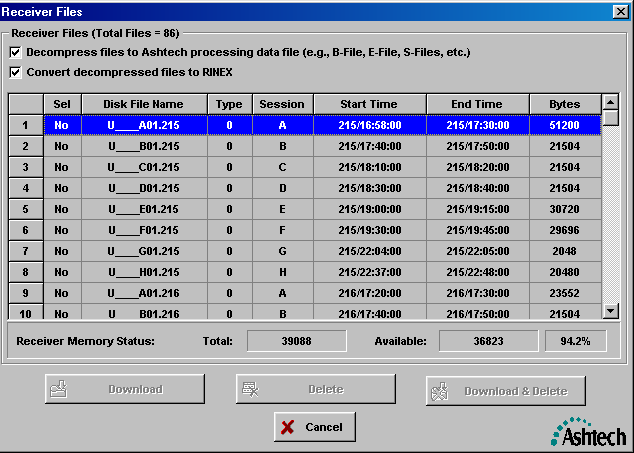 Receiver Files
Receiver Files (Total Files = 86)
Decompress files to Ashtech processing data file (e.g., B-File, E-File, S-Files, etc.)
Convert decompressed files to RINEX
Sel Disk File Name Type Session Start Time End Time Bytes
1 No U____A01.215 0 A 215/16:58:00 215/17:30:00 51200
2 No U____B01.215 0 B 215/17:40:00 215/17:50:00 21504
3 No U____C01.215 0 C 215/18:10:00 215/18:20:00 21504
4 No U____D01.215 0 D 215/18:30:00 215/18:40:00 21504
5 No U____E01.215 0 E 215/19:00:00 215/19:15:00 30720
6 No U____F01.215 0 F 215/19:30:00 215/19:45:00 29696
7 No U____G01.215 0 G 215/22:04:00 215/22:05:00 2048
8 No U____H01.215 0 H 215/22:37:00 215/22:48:00 20480
9 No U____A01.216 0 A 216/17:20:00 216/17:30:00 23552
10 No U____B01.216 0 B 216/17:40:00 216/17:50:00 21504
Receiver Memory Status: Total: 39088 Available: 36823 94.2%
Download Delete Download & Delete
Cancel
Ashtech